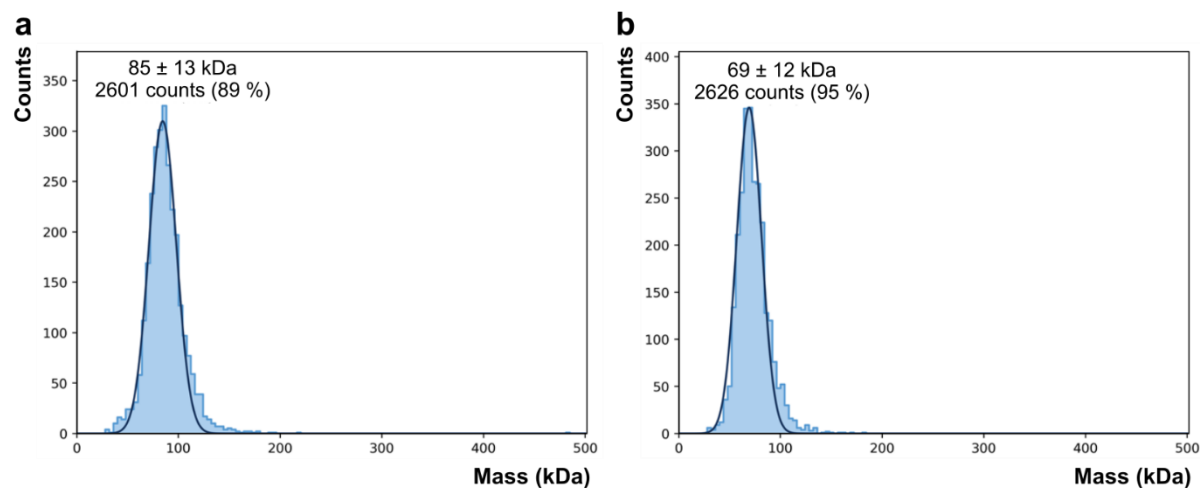 a
Counts
85 ± 13 kDa
2601 counts (89 %)
350
300
250
200
150
100
50
0
0 100 200 300 400 500
Mass (kDa)
b
Counts
69 ± 12 kDa
2626 counts (95 %)
400
350
300
250
200
150
100
50
0
0 100 200 300 400 500
Mass (kDa)